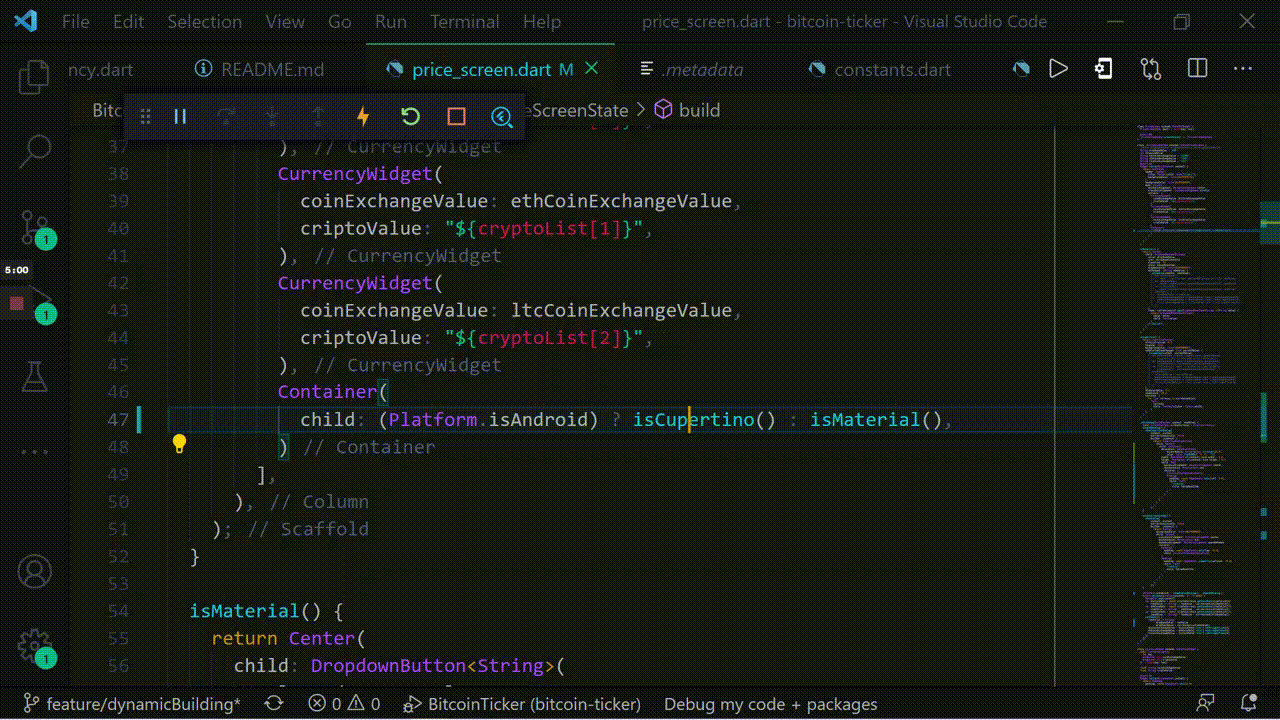 File Edit Selection View Go Run Terminal Help price_screen.dart - bitcoin-ticker - Visual Studio Code
ncy.dart README.md price_screen.dart M .metadata constants.dart ...
Bitc eScreenState > build
37 ), // CurrencyWidget
38 CurrencyWidget(
39 coinExchangeValue: ethCoinExchangeValue,
40 criptoValue: "${cryptoList[1]}",
41 ), // CurrencyWidget
42 CurrencyWidget(
43 coinExchangeValue: ltcCoinExchangeValue,
44 criptoValue: "${cryptoList[2]}",
45 ), // CurrencyWidget
46 Container(
47 child: (Platform.isAndroid) ? isCupertino() : isMaterial(),
48 ) // Container
49 ],
50 ), // Column
51 ); // Scaffold
52 }
53
54 isMaterial() {
55 return Center(
56 child: DropdownButton<String>(
1
5:00
1
1
feature/dynamicBuilding* 0 0 BitcoinTicker (bitcoin-ticker) Debug my code + packages